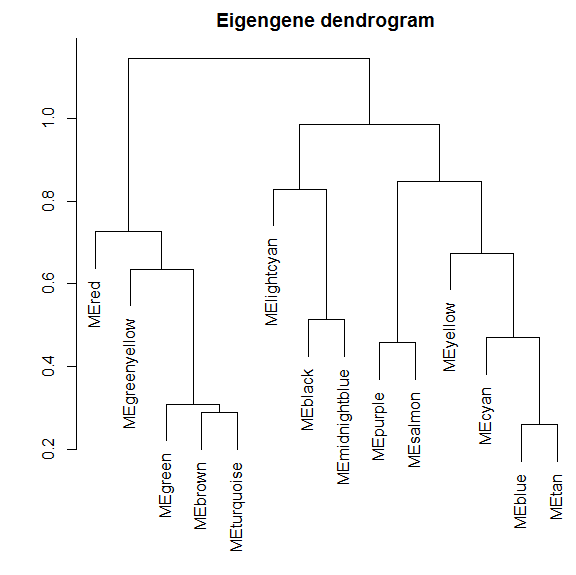 Eigengene dendrogram
1.0
0.8
0.6
0.4
0.2
MEred
MEgreenyellow
MEgreen
MEbrown
MEturquoise
MElightcyan
MEblack
MEmidnightblue
MEpurple
MEsalmon
MEyellow
MEcyan
MEblue
MEtan